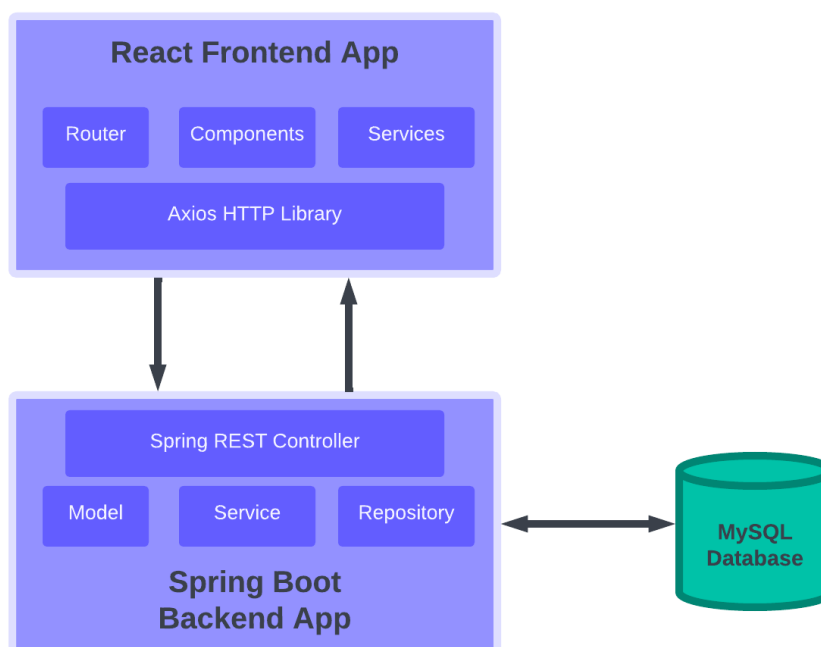 React Frontend App
Router
Components
Services
Axios HTTP Library
Spring REST Controller
Model
Service
Repository
Spring Boot
Backend App
MySQL
Database